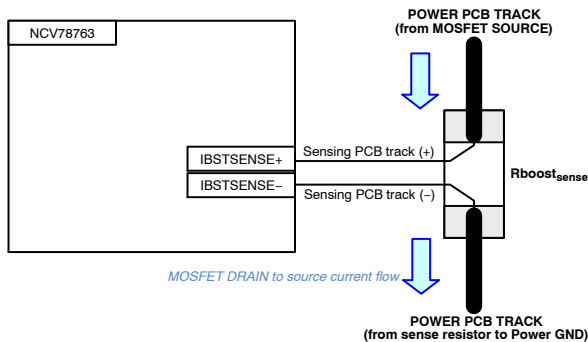 POWER PCB TRACK
(from MOSFET SOURCE)
NCV78763
IBSTSENSE+
Sensing PCB track (+)
Rboostsense
IBSTSENSE−
Sensing PCB track (−)
MOSFET DRAIN to source current flow
POWER PCB TRACK
(from sense resistor to Power GND)